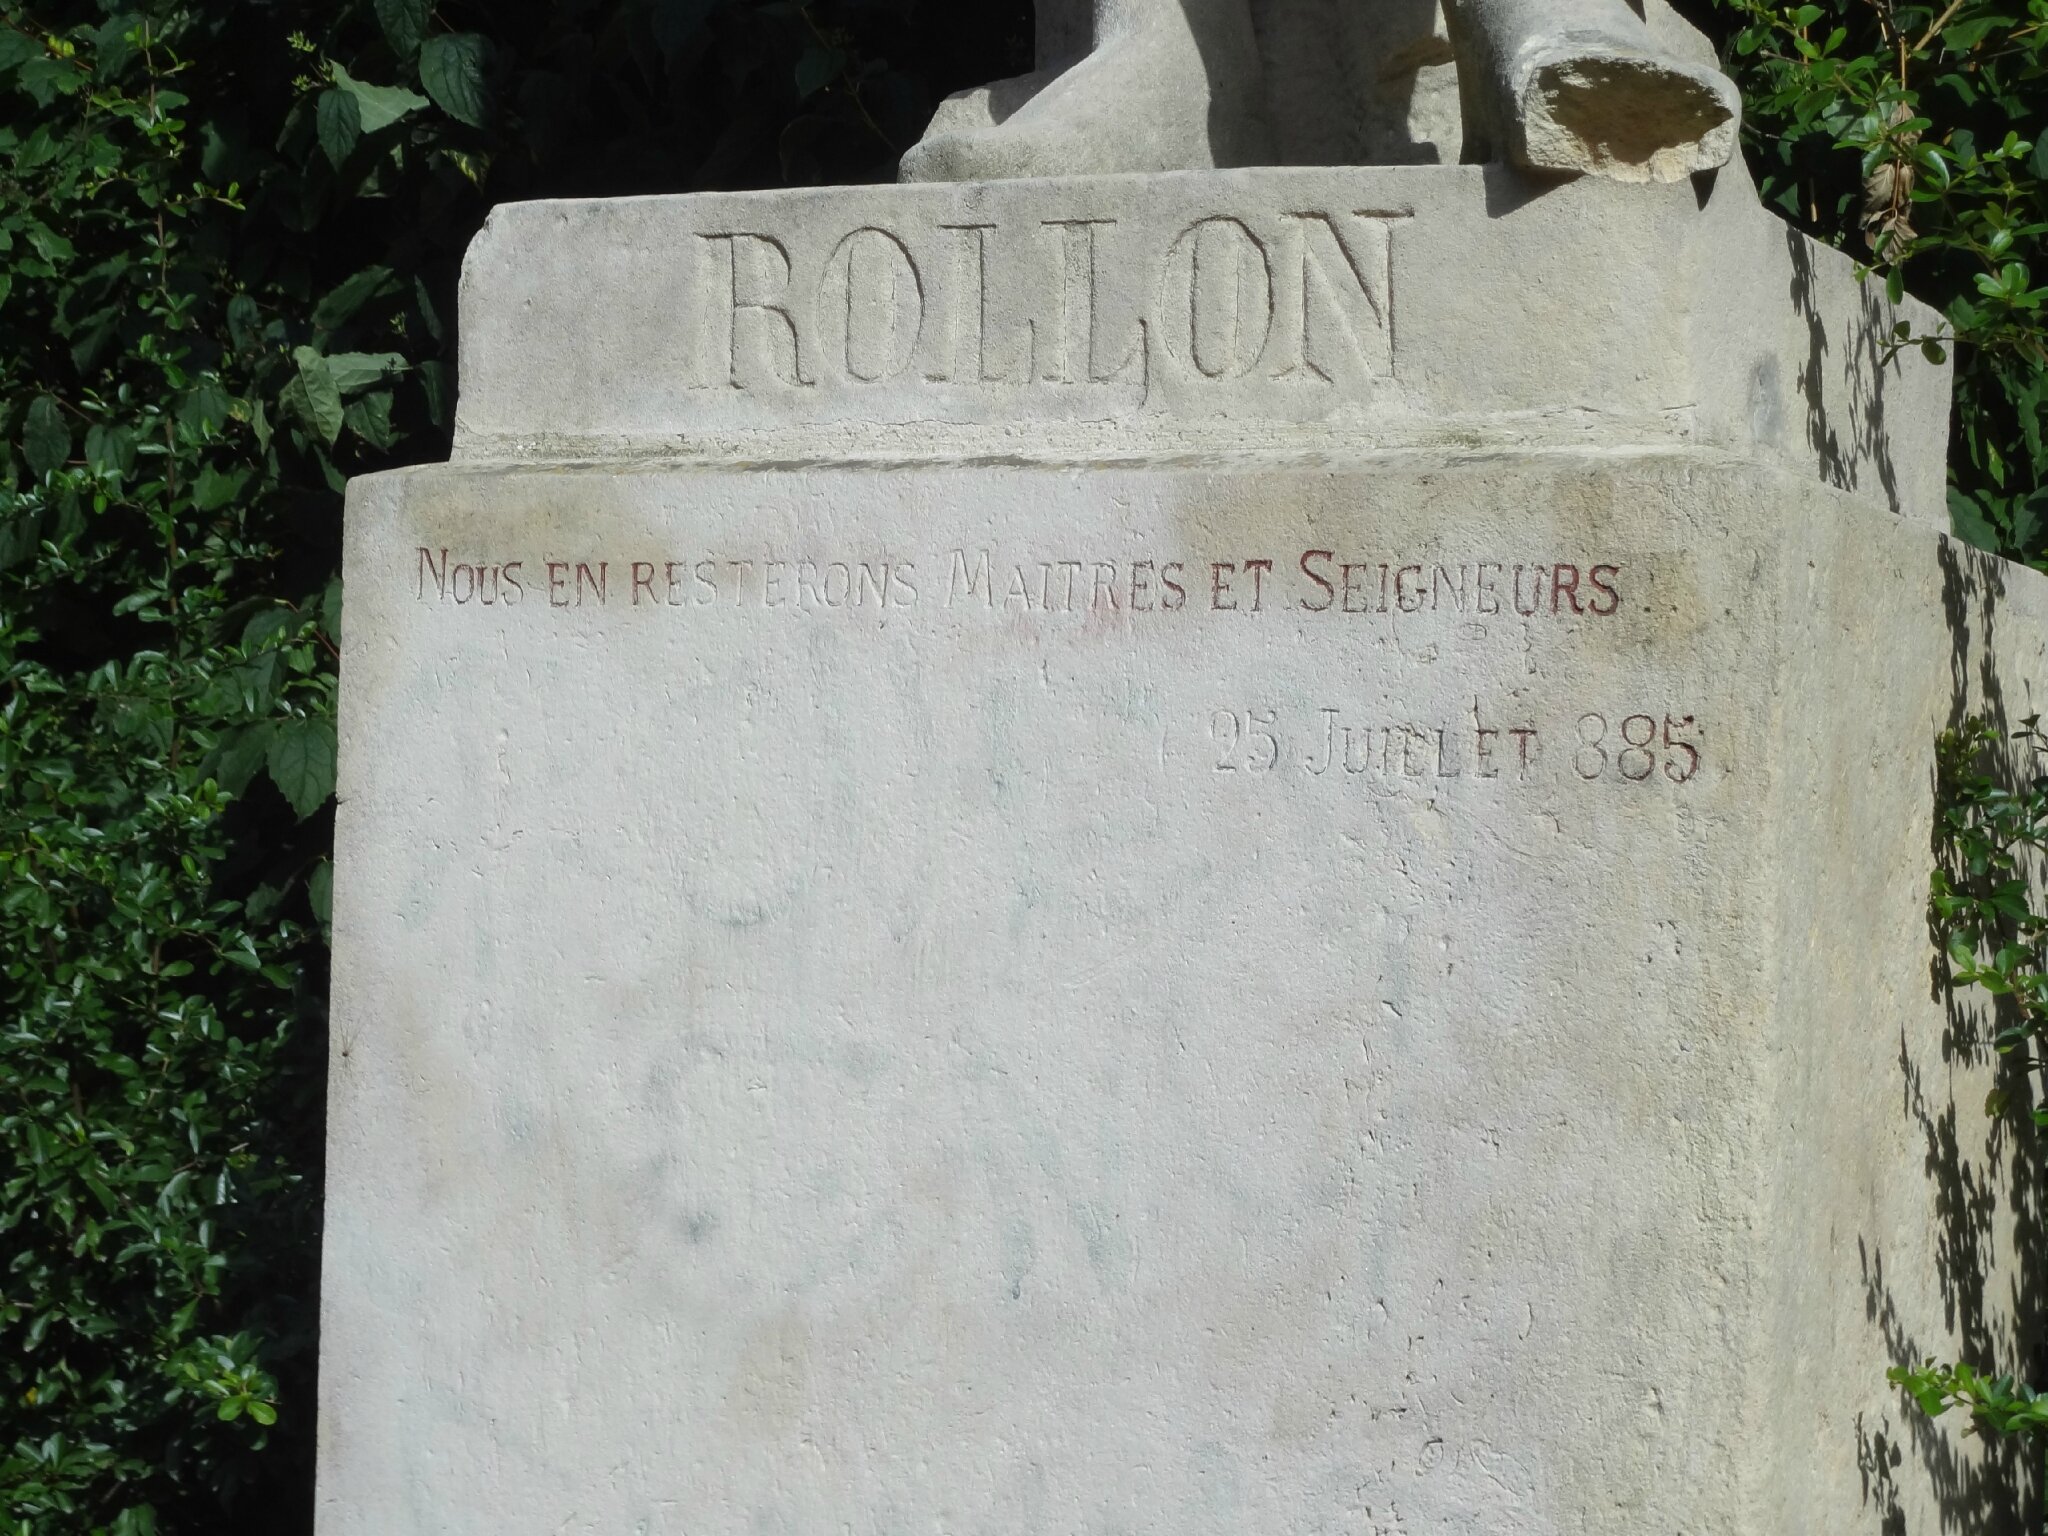 ROLLON
NOUS EN RESTERONS MAITRES ET SEIGNEURS
25 JUILLET 885